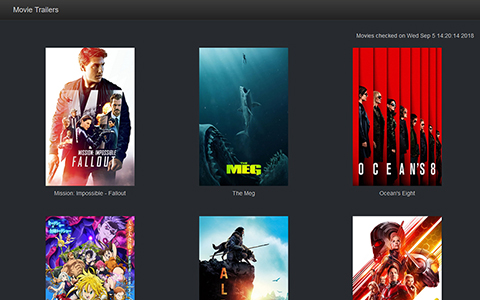 Movie Trailers
Movies checked on Wed Sep 5 14:20:14 2018
MISSION: IMPOSSIBLE
FALLOUT
THE
MEG
OCEAN'S 8
Mission: Impossible - Fallout
The Meg
Ocean's Eight
AL